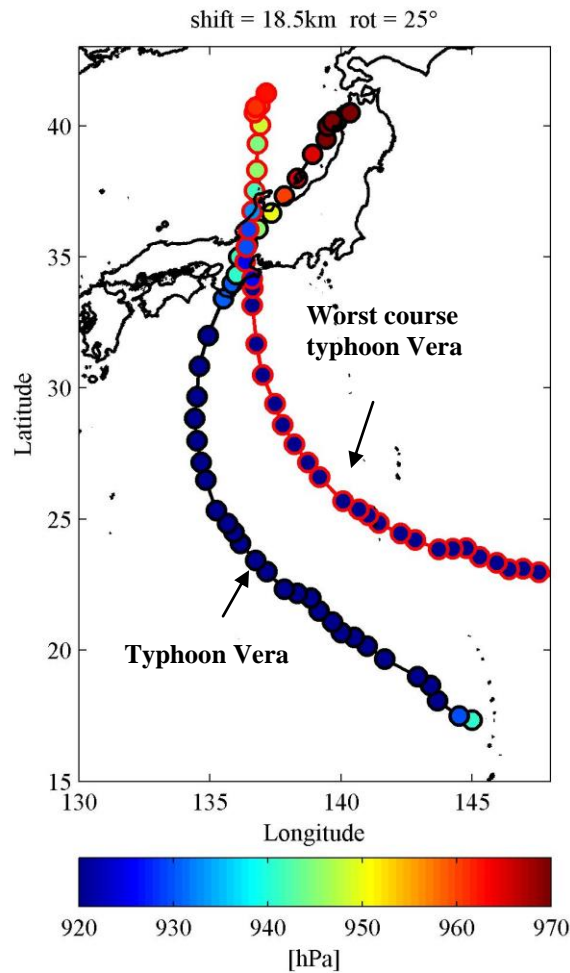 shift = 18.5km  rot = 25°
40
35
30
25
20
15
Latitude
Worst course
typhoon Vera
Typhoon Vera
130
135
140
145
Longitude
920
930
940
950
960
970
[hPa]